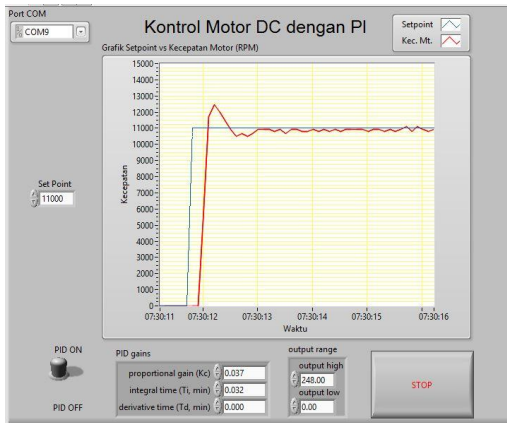 Port COM
COM9
Kontrol Motor DC dengan PI
Setpoint
Kec. Mt.
Grafik Setpoint vs Kecepatan Motor (RPM)
15000
14000
13000
12000
11000
10000
9000
8000
7000
6000
5000
4000
3000
2000
1000
0
Kecepatan
07:30:11
07:30:12
07:30:13
07:30:14
07:30:15
07:30:16
Waktu
Set Point
11000
PID ON
PID OFF
PID gains
proportional gain (Kc)
0.037
integral time (Ti, min)
0.032
derivative time (Td, min)
0.000
output range
output high
248.00
output low
0.00
STOP